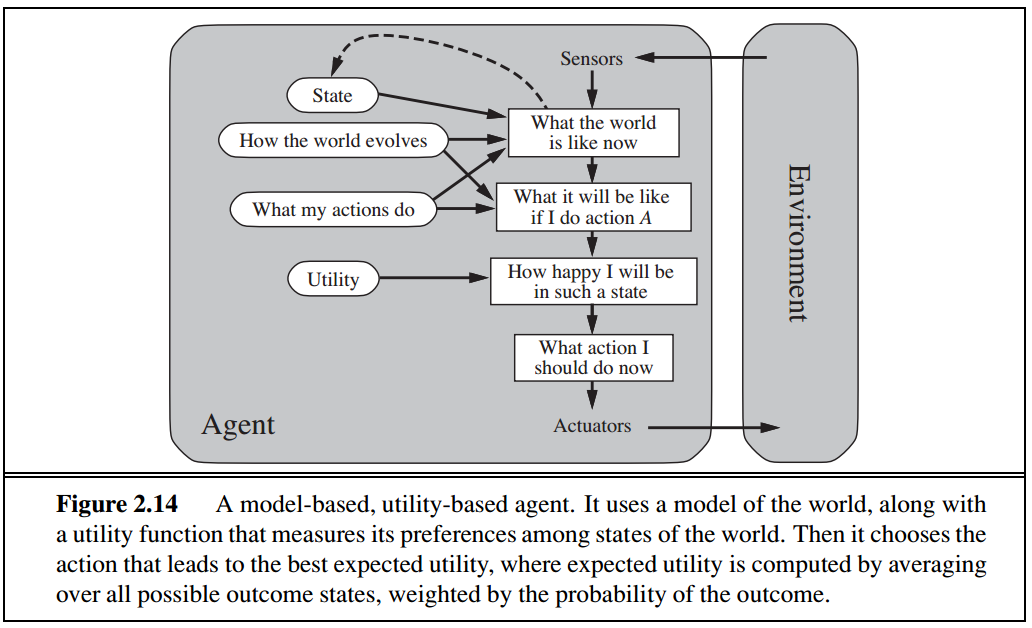 Sensors
State
What the world
is like now
How the world evolves
What it will be like
if I do action A
What my actions do
How happy I will be
in such a state
Utility
What action I
should do now
Agent
Actuators
Environment
Figure 2.14 A model-based, utility-based agent. It uses a model of the world, along with
a utility function that measures its preferences among states of the world. Then it chooses the
action that leads to the best expected utility, where expected utility is computed by averaging
over all possible outcome states, weighted by the probability of the outcome.